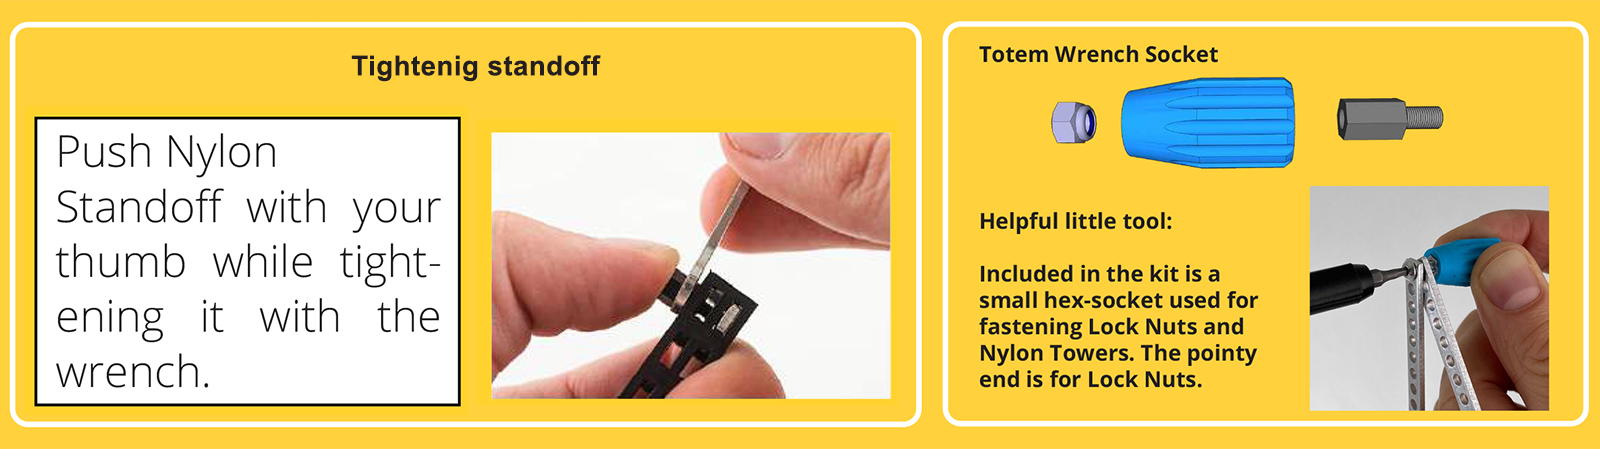 Tightenig standoff
Push Nylon
Standoff with your
thumb while tight-
ening it with the
wrench.
Totem Wrench Socket
Helpful little tool:
Included in the kit is a
small hex-socket used for
fastening Lock Nuts and
Nylon Towers. The pointy
end is for Lock Nuts.